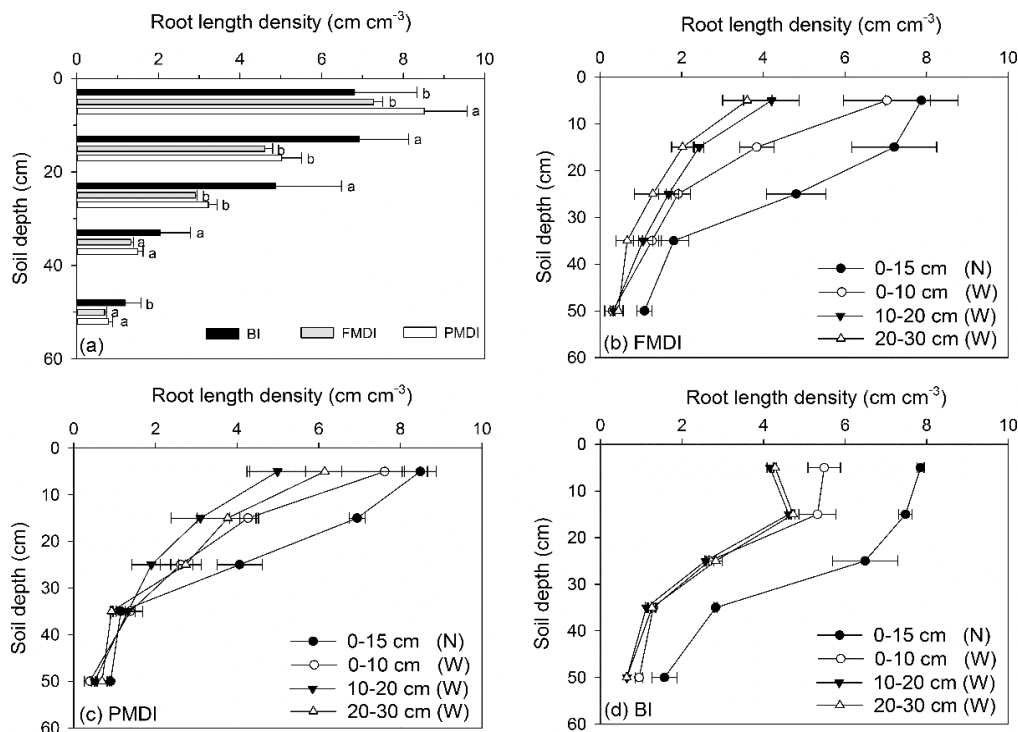 Root length density (cm cm⁻³)
0 2 4 6 8 10
Soil depth (cm)
0
20
40
60
b
b
a
a
b
b
a
b
b
a
a
a
b
a
a
BI FMDI PMDI
(a)
Root length density (cm cm⁻³)
0 2 4 6 8 10
Soil depth (cm)
0
10
20
30
40
50
60
0-15 cm (N)
0-10 cm (W)
10-20 cm (W)
20-30 cm (W)
(b) FMDI
Root length density (cm cm⁻³)
0 2 4 6 8 10
Soil depth (cm)
0
10
20
30
40
50
60
0-15 cm (N)
0-10 cm (W)
10-20 cm (W)
20-30 cm (W)
(c) PMDI
Root length density (cm cm⁻³)
0 2 4 6 8 10
Soil depth (cm)
0
10
20
30
40
50
60
0-15 cm (N)
0-10 cm (W)
10-20 cm (W)
20-30 cm (W)
(d) BI